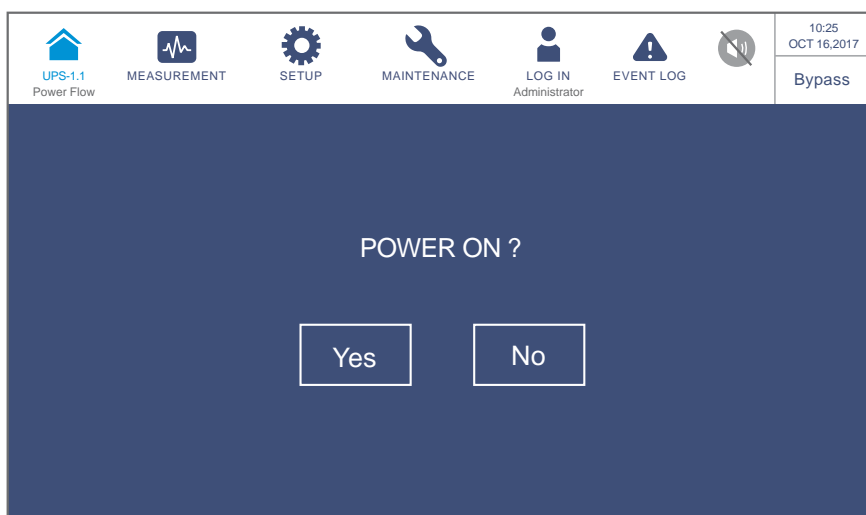 UPS-1.1
Power Flow
MEASUREMENT
SETUP
MAINTENANCE
LOG IN
Administrator
EVENT LOG
10:25
OCT 16,2017
Bypass
POWER ON ?
Yes
No